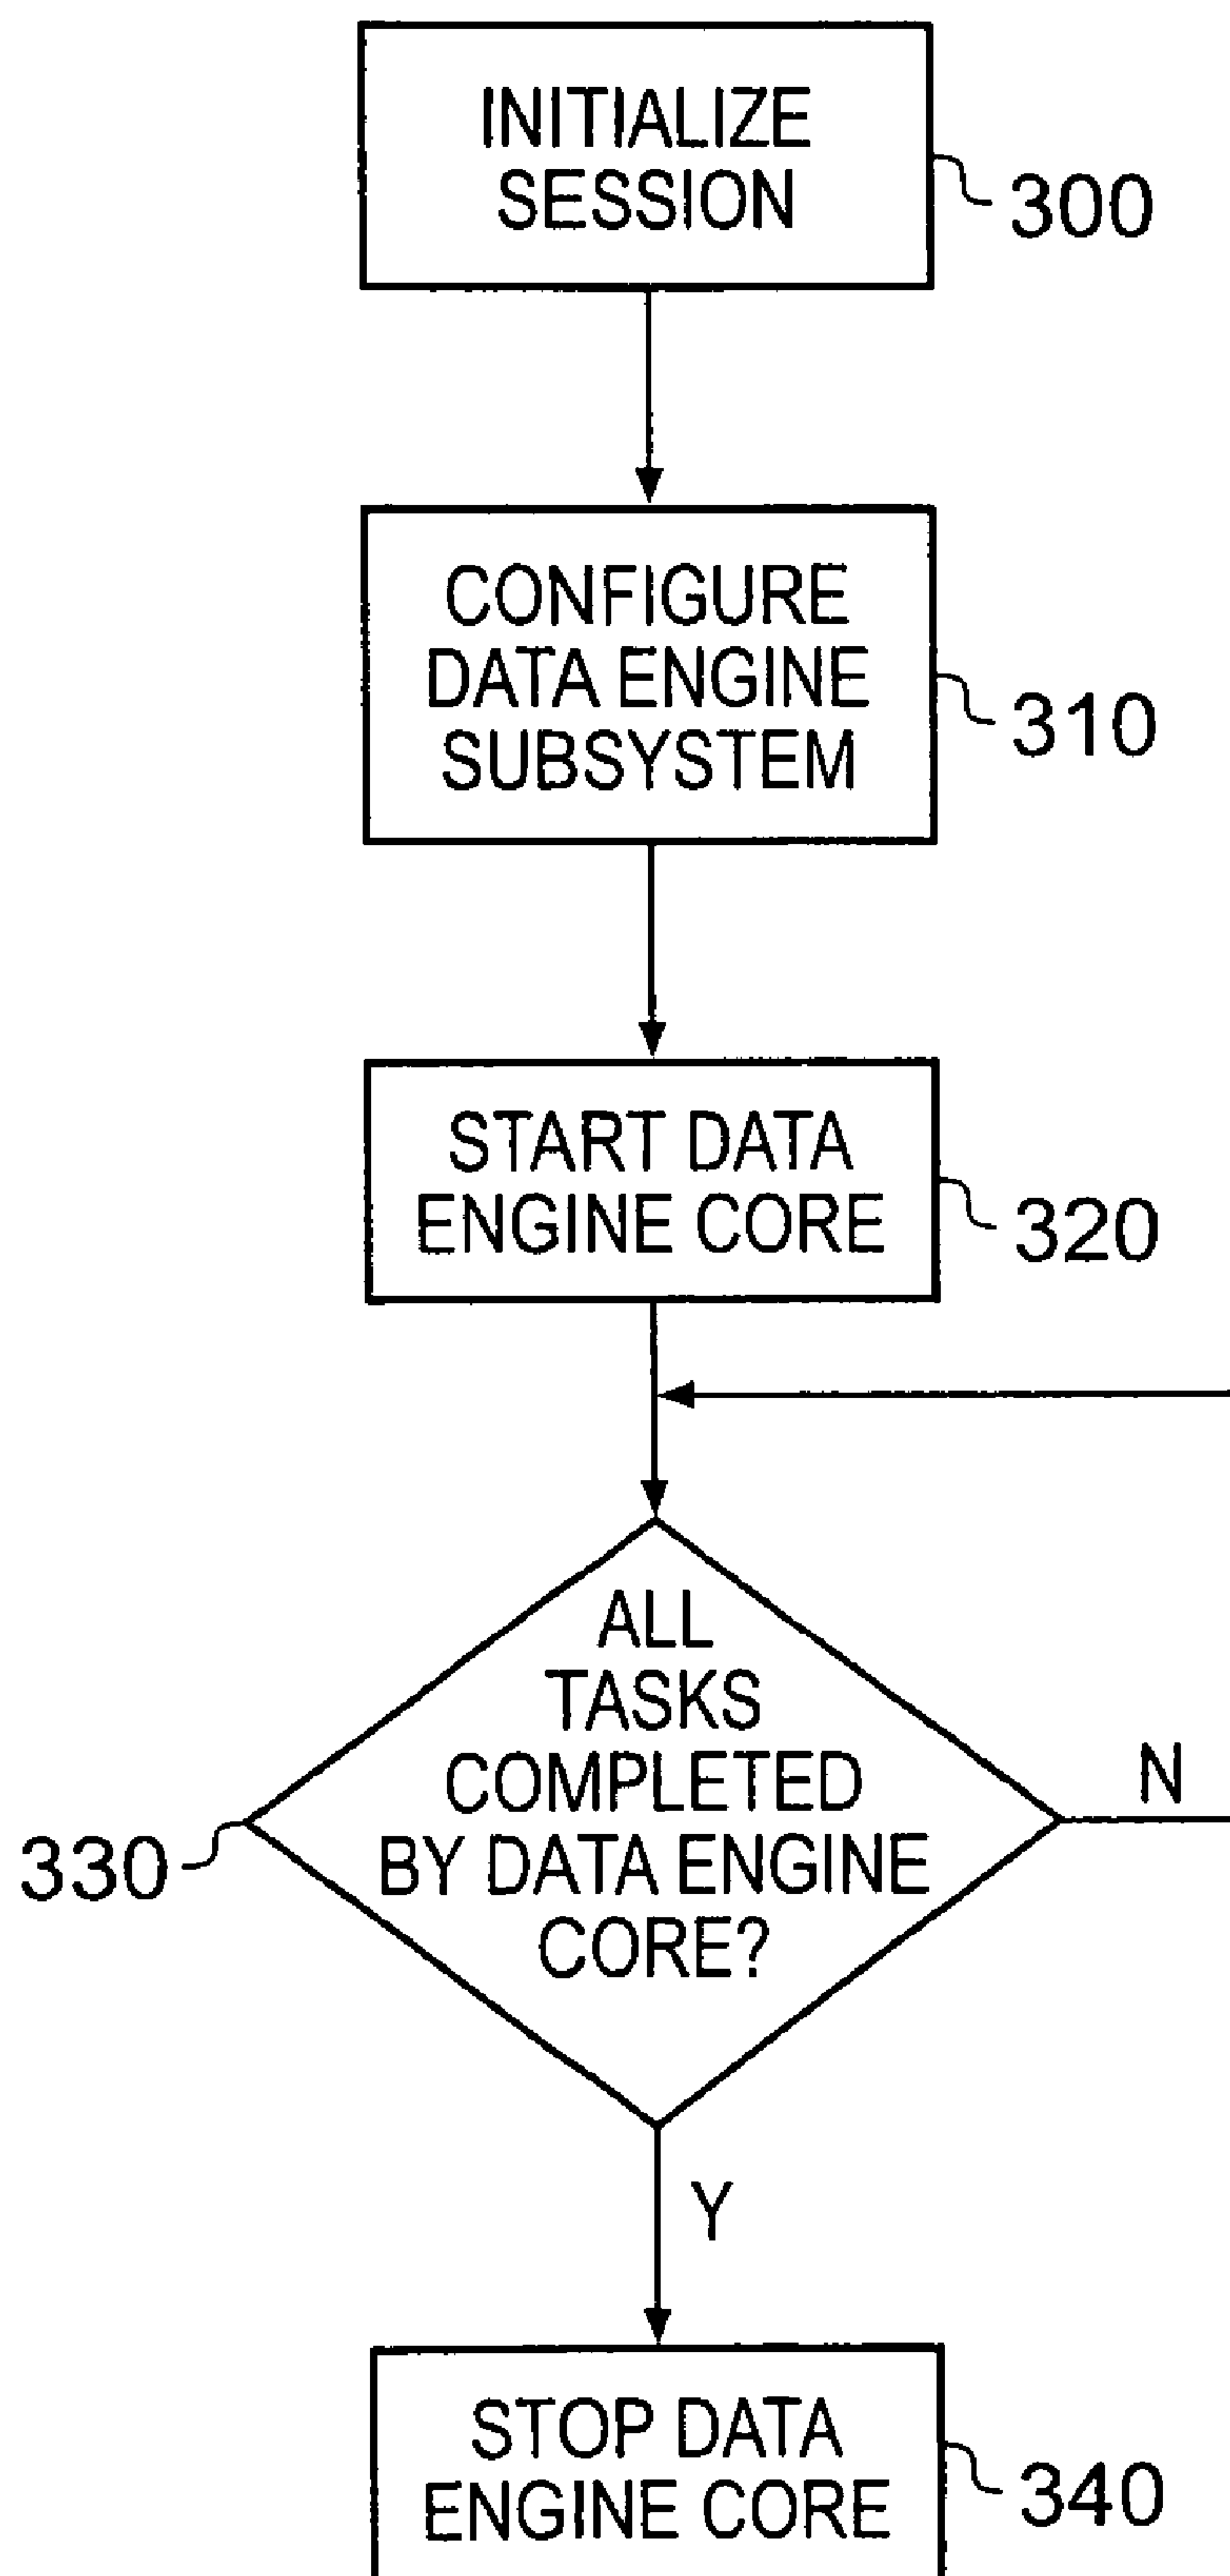 INITIALIZE
SESSION
300
CONFIGURE
DATA ENGINE
SUBSYSTEM
310
START DATA
ENGINE CORE
320
ALL
TASKS
COMPLETED
BY DATA ENGINE
CORE?
N
330
Y
STOP DATA
ENGINE CORE
340